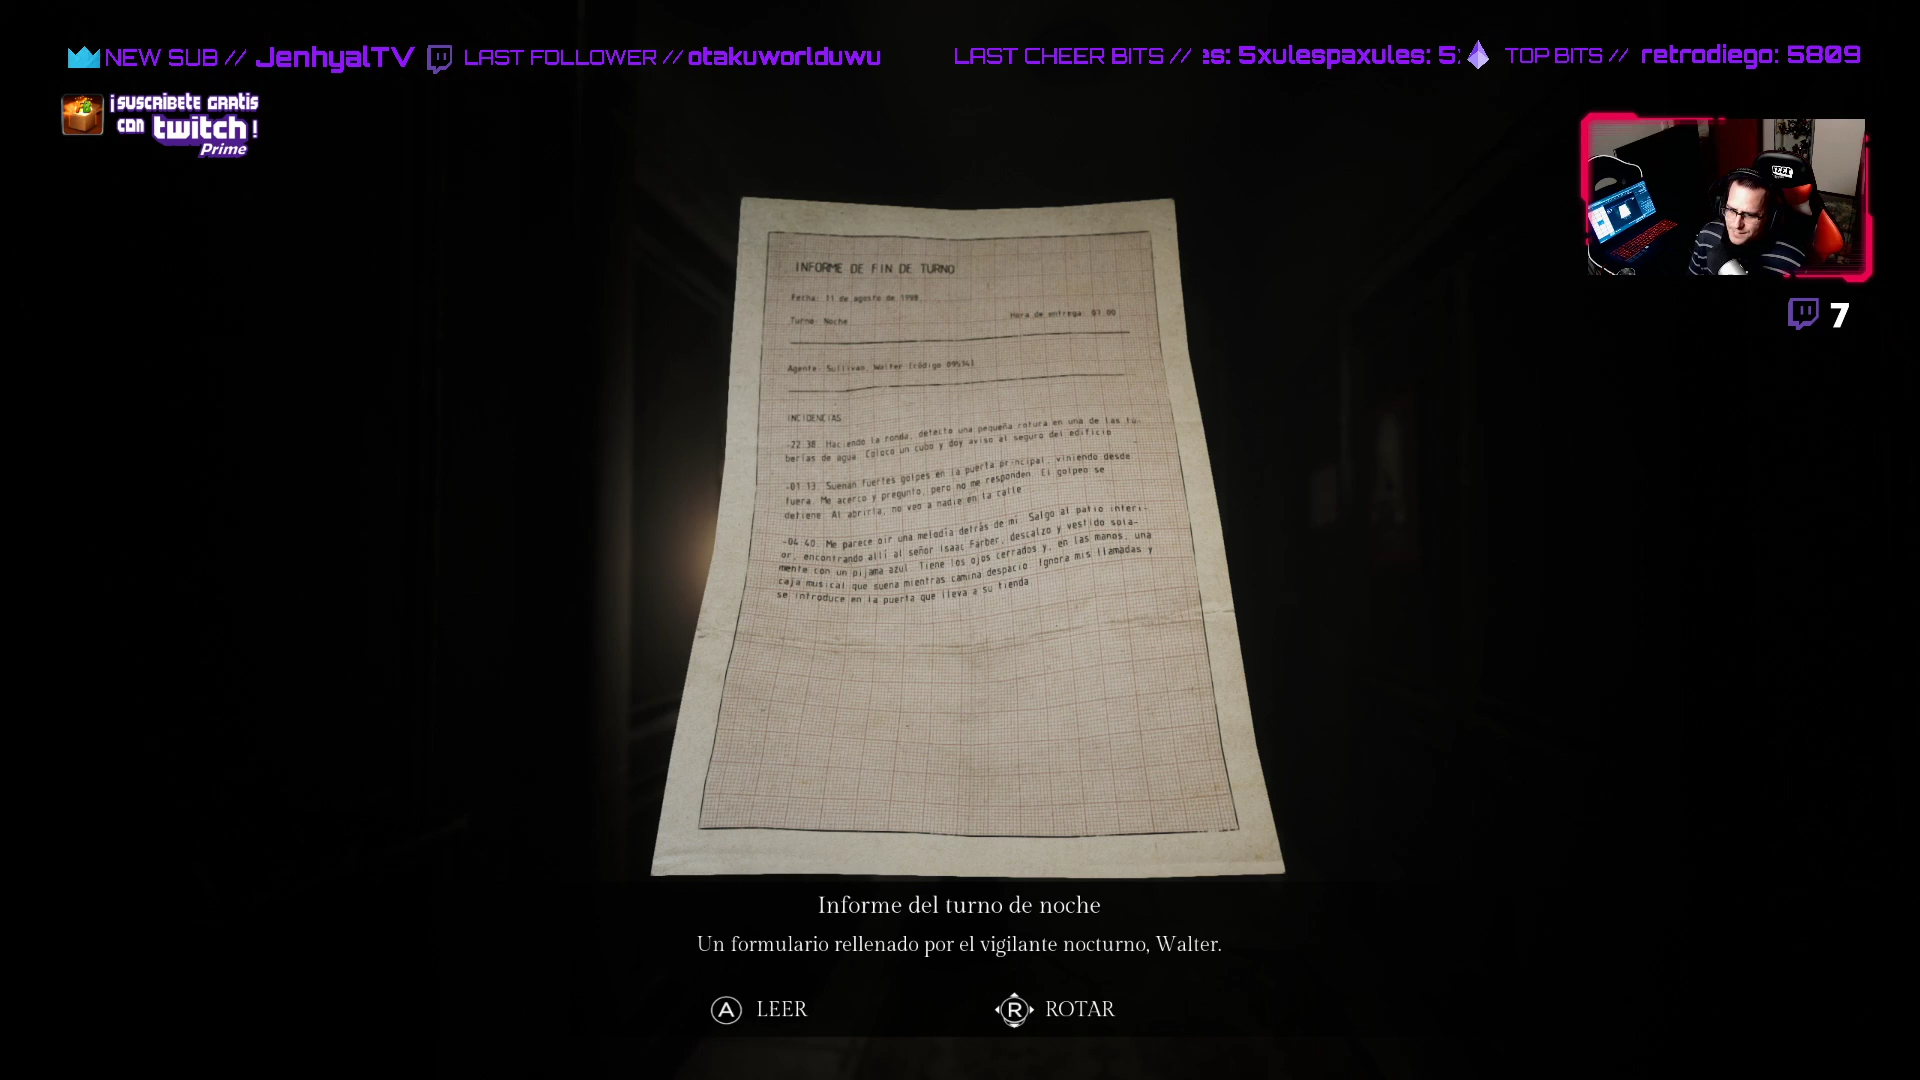 NEW SUB // JenhyalTV LAST FOLLOWER // otakuworlduwu LAST CHEER BITS // es: 5xulespaxules: 5: TOP BITS // retrodiego: 5809
¡SUSCRIBETE GRATIS
CON twitch !
Prime
7
INFORME DE FIN DE TURNO
Fecha: 11 de agosto de 1998
Turno: Noche Hora de entrega: 07:00
Agente: Sullivan, Walter (código 09534)
INCIDENCIAS
-22:38. Haciendo la ronda, detecto una pequeña rotura en una de las tu-
berías de agua. Coloco un cubo y doy aviso al seguro del edificio
-01:13. Suenan fuertes golpes en la puerta principal, viniendo desde
fuera. Me acerco y pregunto, pero no me responden. El golpeo se
detiene. Al abrirla, no veo a nadie en la calle
-04:40. Me parece oir una melodía detrás de mi. Salgo al patio interi-
or, encontrando allí al señor Isaac Farber, descalzo y vestido sola-
mente con un pijama azul. Tiene los ojos cerrados y, en las manos, una
caja musical que suena mientras camina despacio. Ignora mis llamadas y
se introduce en la puerta que lleva a su tienda
Informe del turno de noche
Un formulario rellenado por el vigilante nocturno, Walter.
A LEER R ROTAR